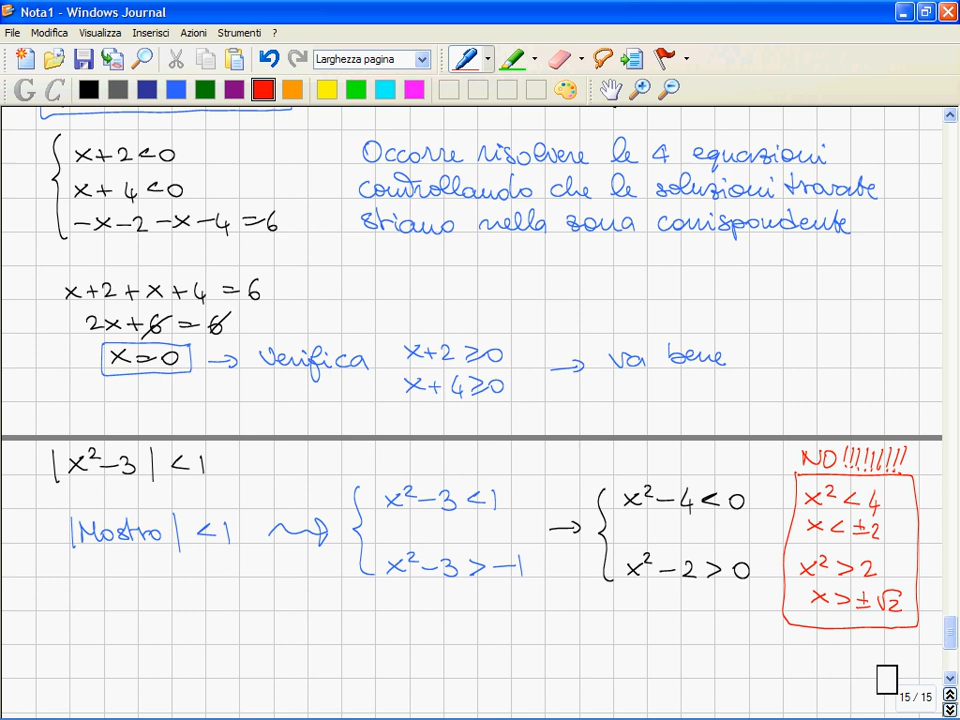 Nota1 - Windows Journal
File Modifica Visualizza Inserisci Azioni Strumenti ?
Larghezza pagina
x+2<0
x+4<0
-x-2-x-4=6
Occorre risolvere le 4 equazioni
controllando che le soluzioni trovate
stiano nella zona corrispondente
x+2+x+4=6
2x+6=6
x=0 → Verifica x+2≥0
x+4≥0 → va bene
|x²-3|<1
|Mostro|<1 ⇝ { x²-3<1
x²-3>-1
→ { x²-4<0
x²-2>0
NO!!!!!!!!!
x²<4
x<±2
x²>2
x>±√2
15 / 15